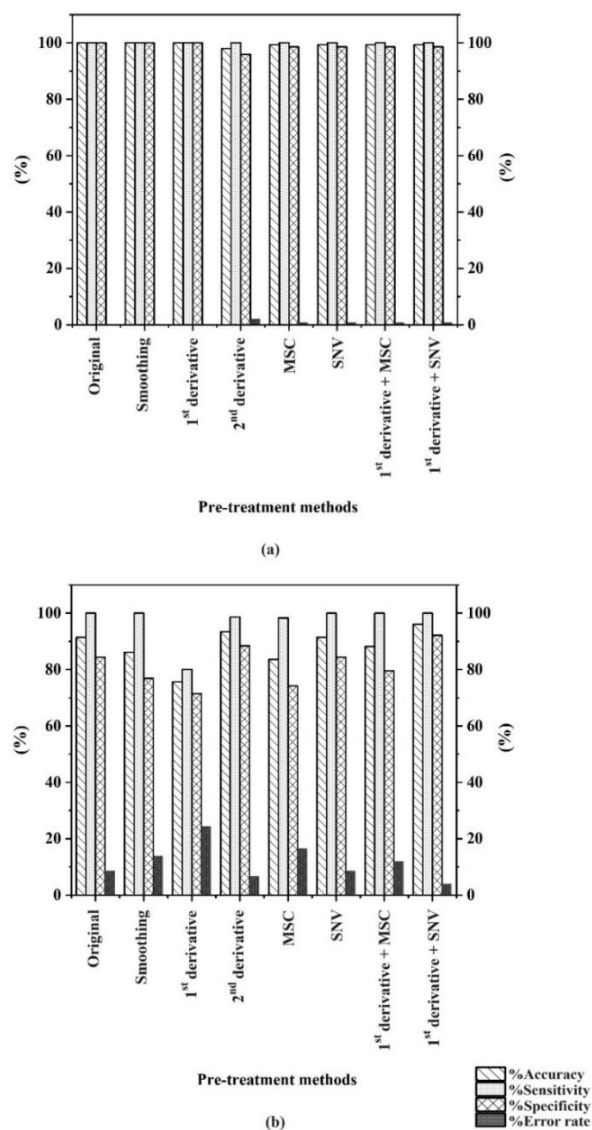 100
80
60
40
20
0
(%)
100
80
60
40
20
0
(%)
Original
Smoothing
1st derivative
2nd derivative
MSC
SNV
1st derivative + MSC
1st derivative + SNV
Pre-treatment methods
(a)
100
80
60
40
20
0
(%)
100
80
60
40
20
0
(%)
Original
Smoothing
1st derivative
2nd derivative
MSC
SNV
1st derivative + MSC
1st derivative + SNV
Pre-treatment methods
(b)
%Accuracy
%Sensitivity
%Specificity
%Error rate